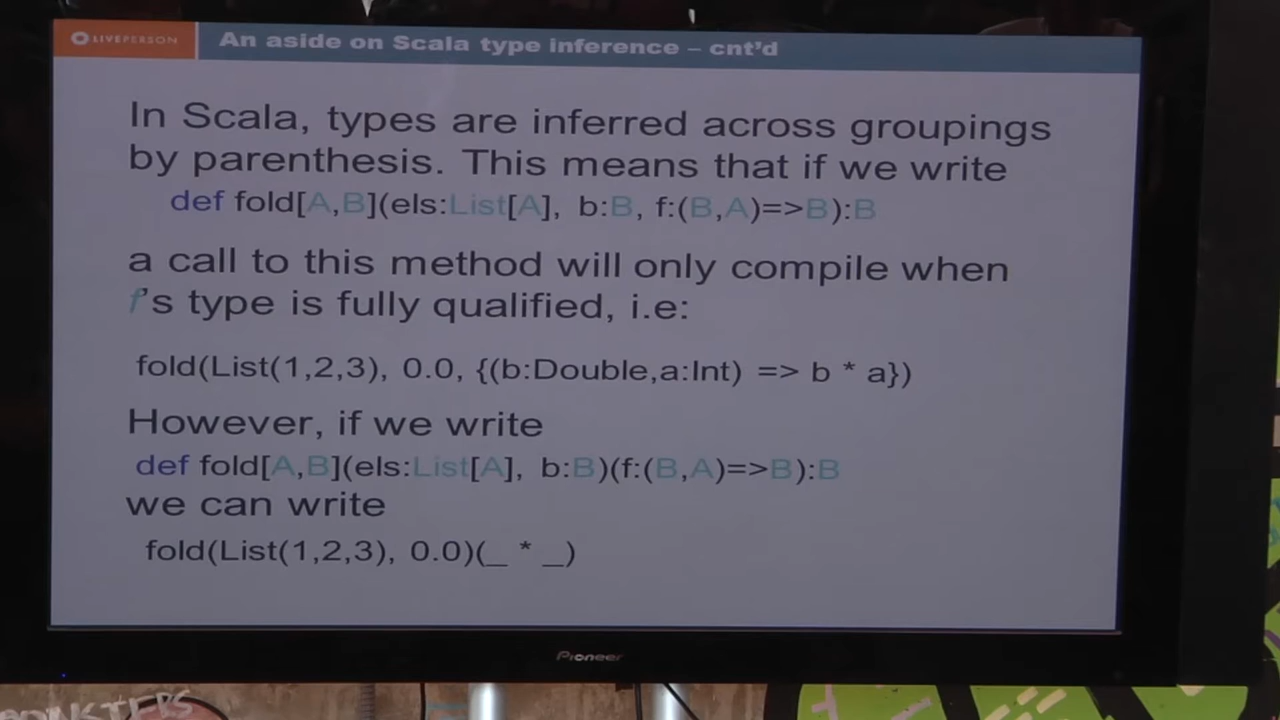 LIVEPERSON
An aside on Scala type inference – cnt'd
In Scala, types are inferred across groupings
by parenthesis. This means that if we write
def fold[A,B](els:List[A], b:B, f:(B,A)=>B):B
a call to this method will only compile when
f's type is fully qualified, i.e:
fold(List(1,2,3), 0.0, {(b:Double,a:Int) => b * a})
However, if we write
def fold[A,B](els:List[A], b:B)(f:(B,A)=>B):B
we can write
fold(List(1,2,3), 0.0)(_ * _)
Pioneer